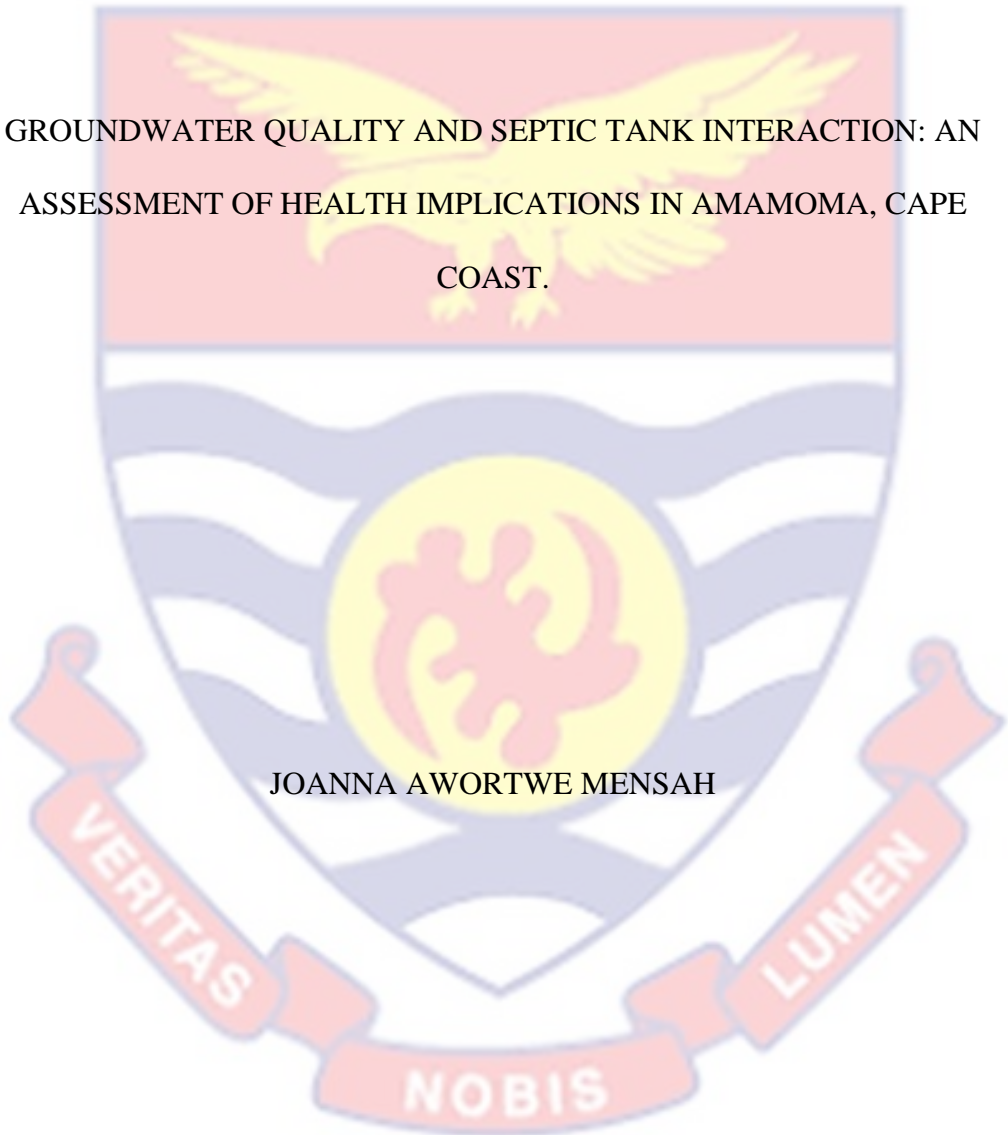 GROUNDWATER QUALITY AND SEPTIC TANK INTERACTION: AN
ASSESSMENT OF HEALTH IMPLICATIONS IN AMAMOMA, CAPE
COAST.
JOANNA AWORTWE MENSAH
VERITAS
NOBIS
LUMEN